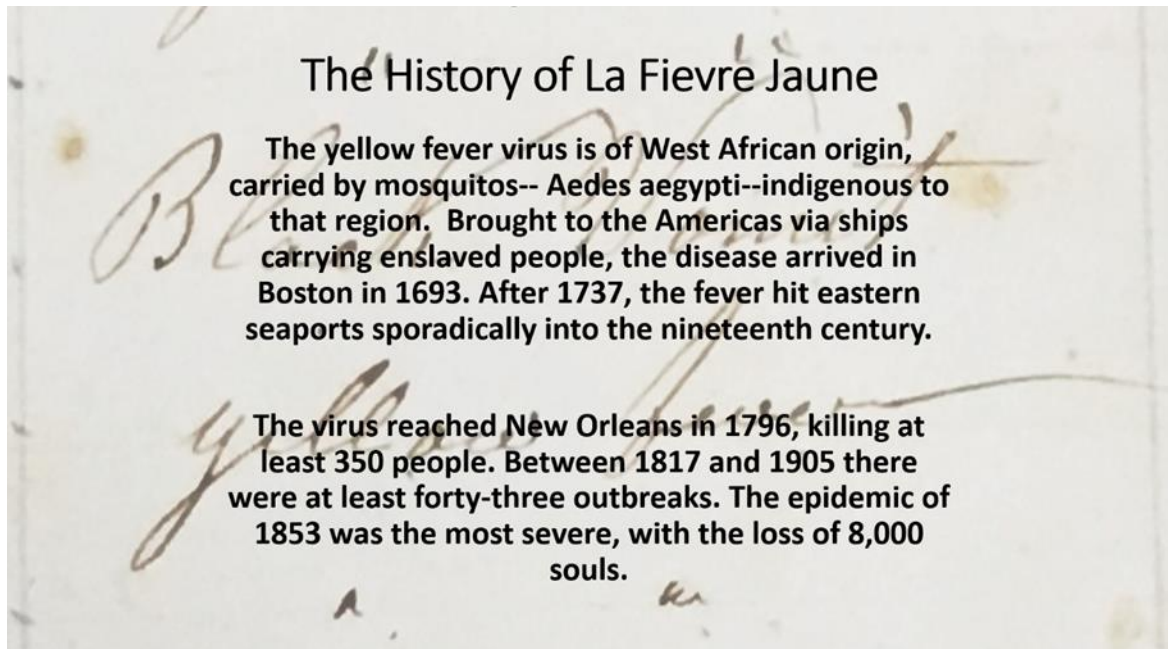 The History of La Fievre Jaune
The yellow fever virus is of West African origin,
carried by mosquitos-- Aedes aegypti--indigenous to
that region.  Brought to the Americas via ships
carrying enslaved people, the disease arrived in
Boston in 1693. After 1737, the fever hit eastern
seaports sporadically into the nineteenth century.
Black Vomit
The virus reached New Orleans in 1796, killing at
least 350 people. Between 1817 and 1905 there
were at least forty-three outbreaks. The epidemic of
1853 was the most severe, with the loss of 8,000
souls.
yellow fever